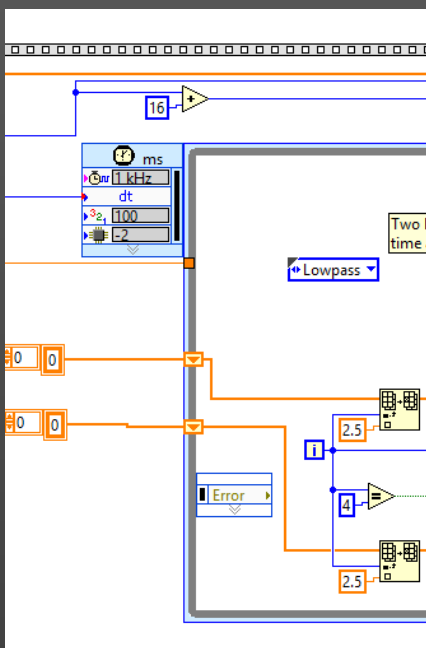 16
+
ms
1 kHz
dt
321 100
-2
Two
time
Lowpass
0 0
0 0
2.5
i
Error
4 =
2.5